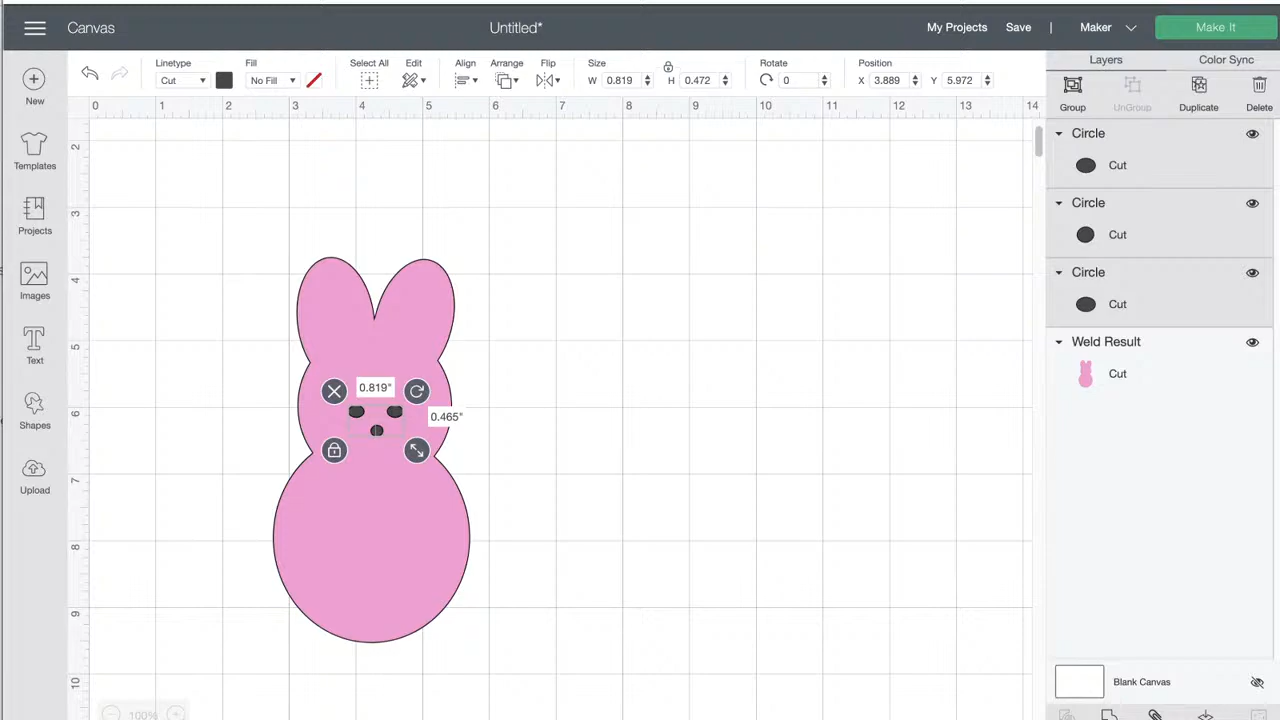 Canvas
Untitled*
My Projects Save | Maker Make It
Linetype Fill Select All Edit Align Arrange Flip Size Rotate Position
Cut No Fill W 0.819 H 0.472 0 X 3.889 Y 5.972
Layers Color Sync
Group UnGroup Duplicate Delete
0 1 2 3 4 5 6 7 8 9 10 11 12 13 14
2
3
4
5
6
7
8
9
10
New
Templates
Projects
Images
Text
Shapes
Upload
0.819"
0.465"
Circle
Cut
Circle
Cut
Circle
Cut
Weld Result
Cut
Blank Canvas
100%